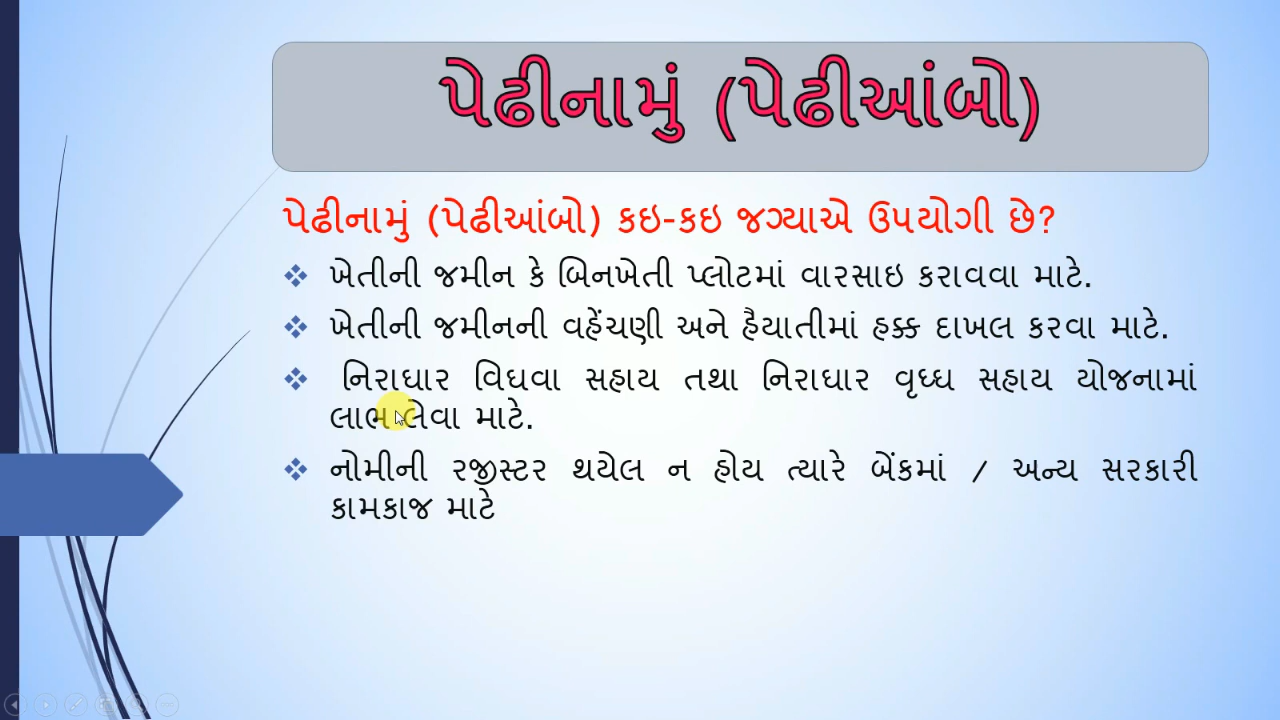 પેઢીનામું (પેઢીઆંબો)
પેઢીનામું (પેઢીઆંબો) કઇ-કઇ જગ્યાએ ઉપયોગી છે?
❖ ખેતીની જમીન કે બિનખેતી પ્લોટમાં વારસાઇ કરાવવા માટે.
❖ ખેતીની જમીનની વહેંચણી અને હૈયાતીમાં હક્ક દાખલ કરવા માટે.
❖ નિરાધાર વિધવા સહાય તથા નિરાધાર વૃધ્ધ સહાય યોજનામાં
લાભ લેવા માટે.
❖ નોમીની રજીસ્ટર થયેલ ન હોય ત્યારે બેંકમાં / અન્ય સરકારી
કામકાજ માટે